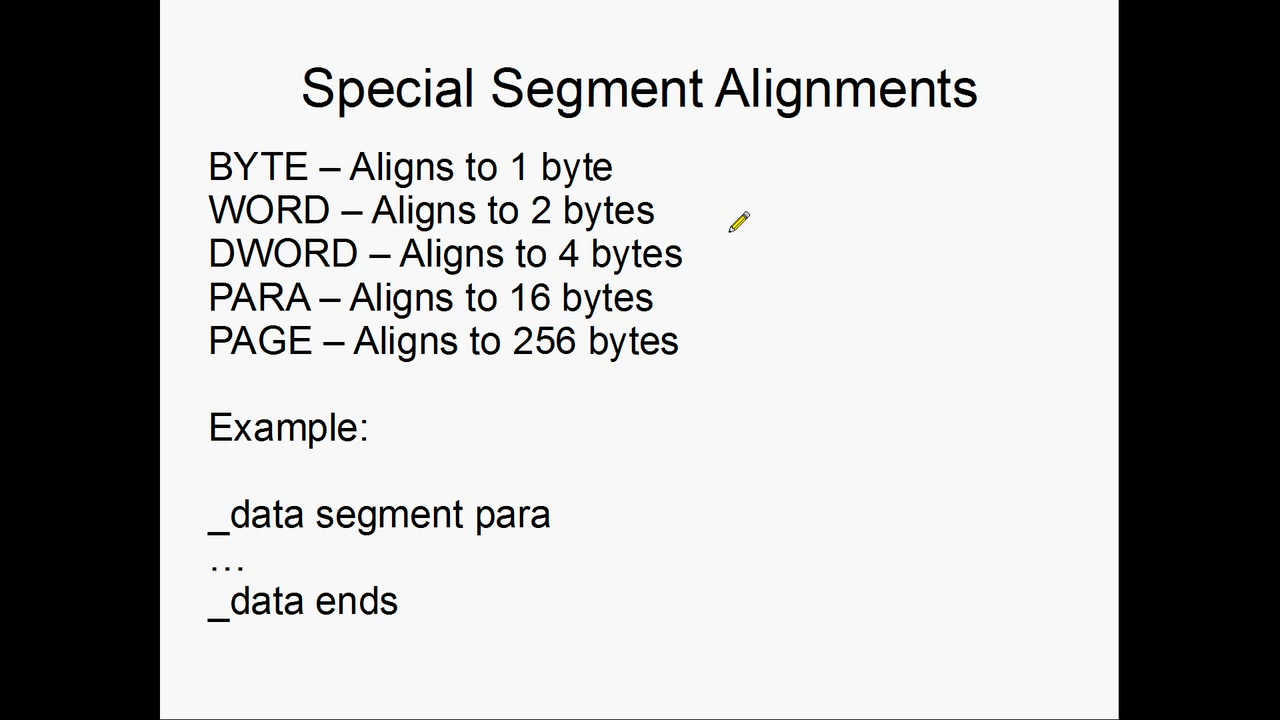 Special Segment Alignments
BYTE – Aligns to 1 byte
WORD – Aligns to 2 bytes
DWORD – Aligns to 4 bytes
PARA – Aligns to 16 bytes
PAGE – Aligns to 256 bytes
Example:
_data segment para
…
_data ends